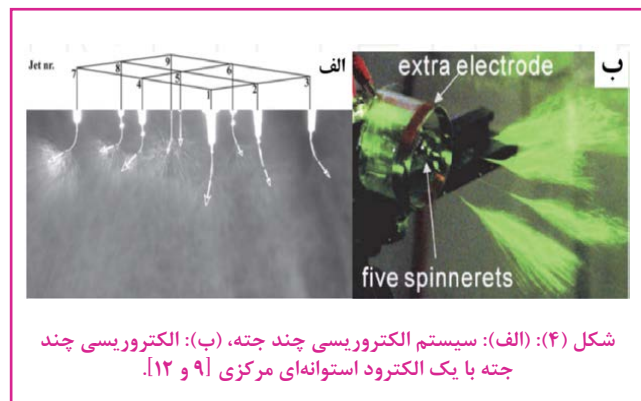 Jet nr.
7
8
9
6
5
4
3
2
1
الف
extra electrode
ب
five spinnerets
شکل (۴): (الف): سیستم الکتروریسی چند جته، (ب): الکتروریسی چند
جته با یک الکترود استوانه‌ای مرکزی [۹ و ۱۲].